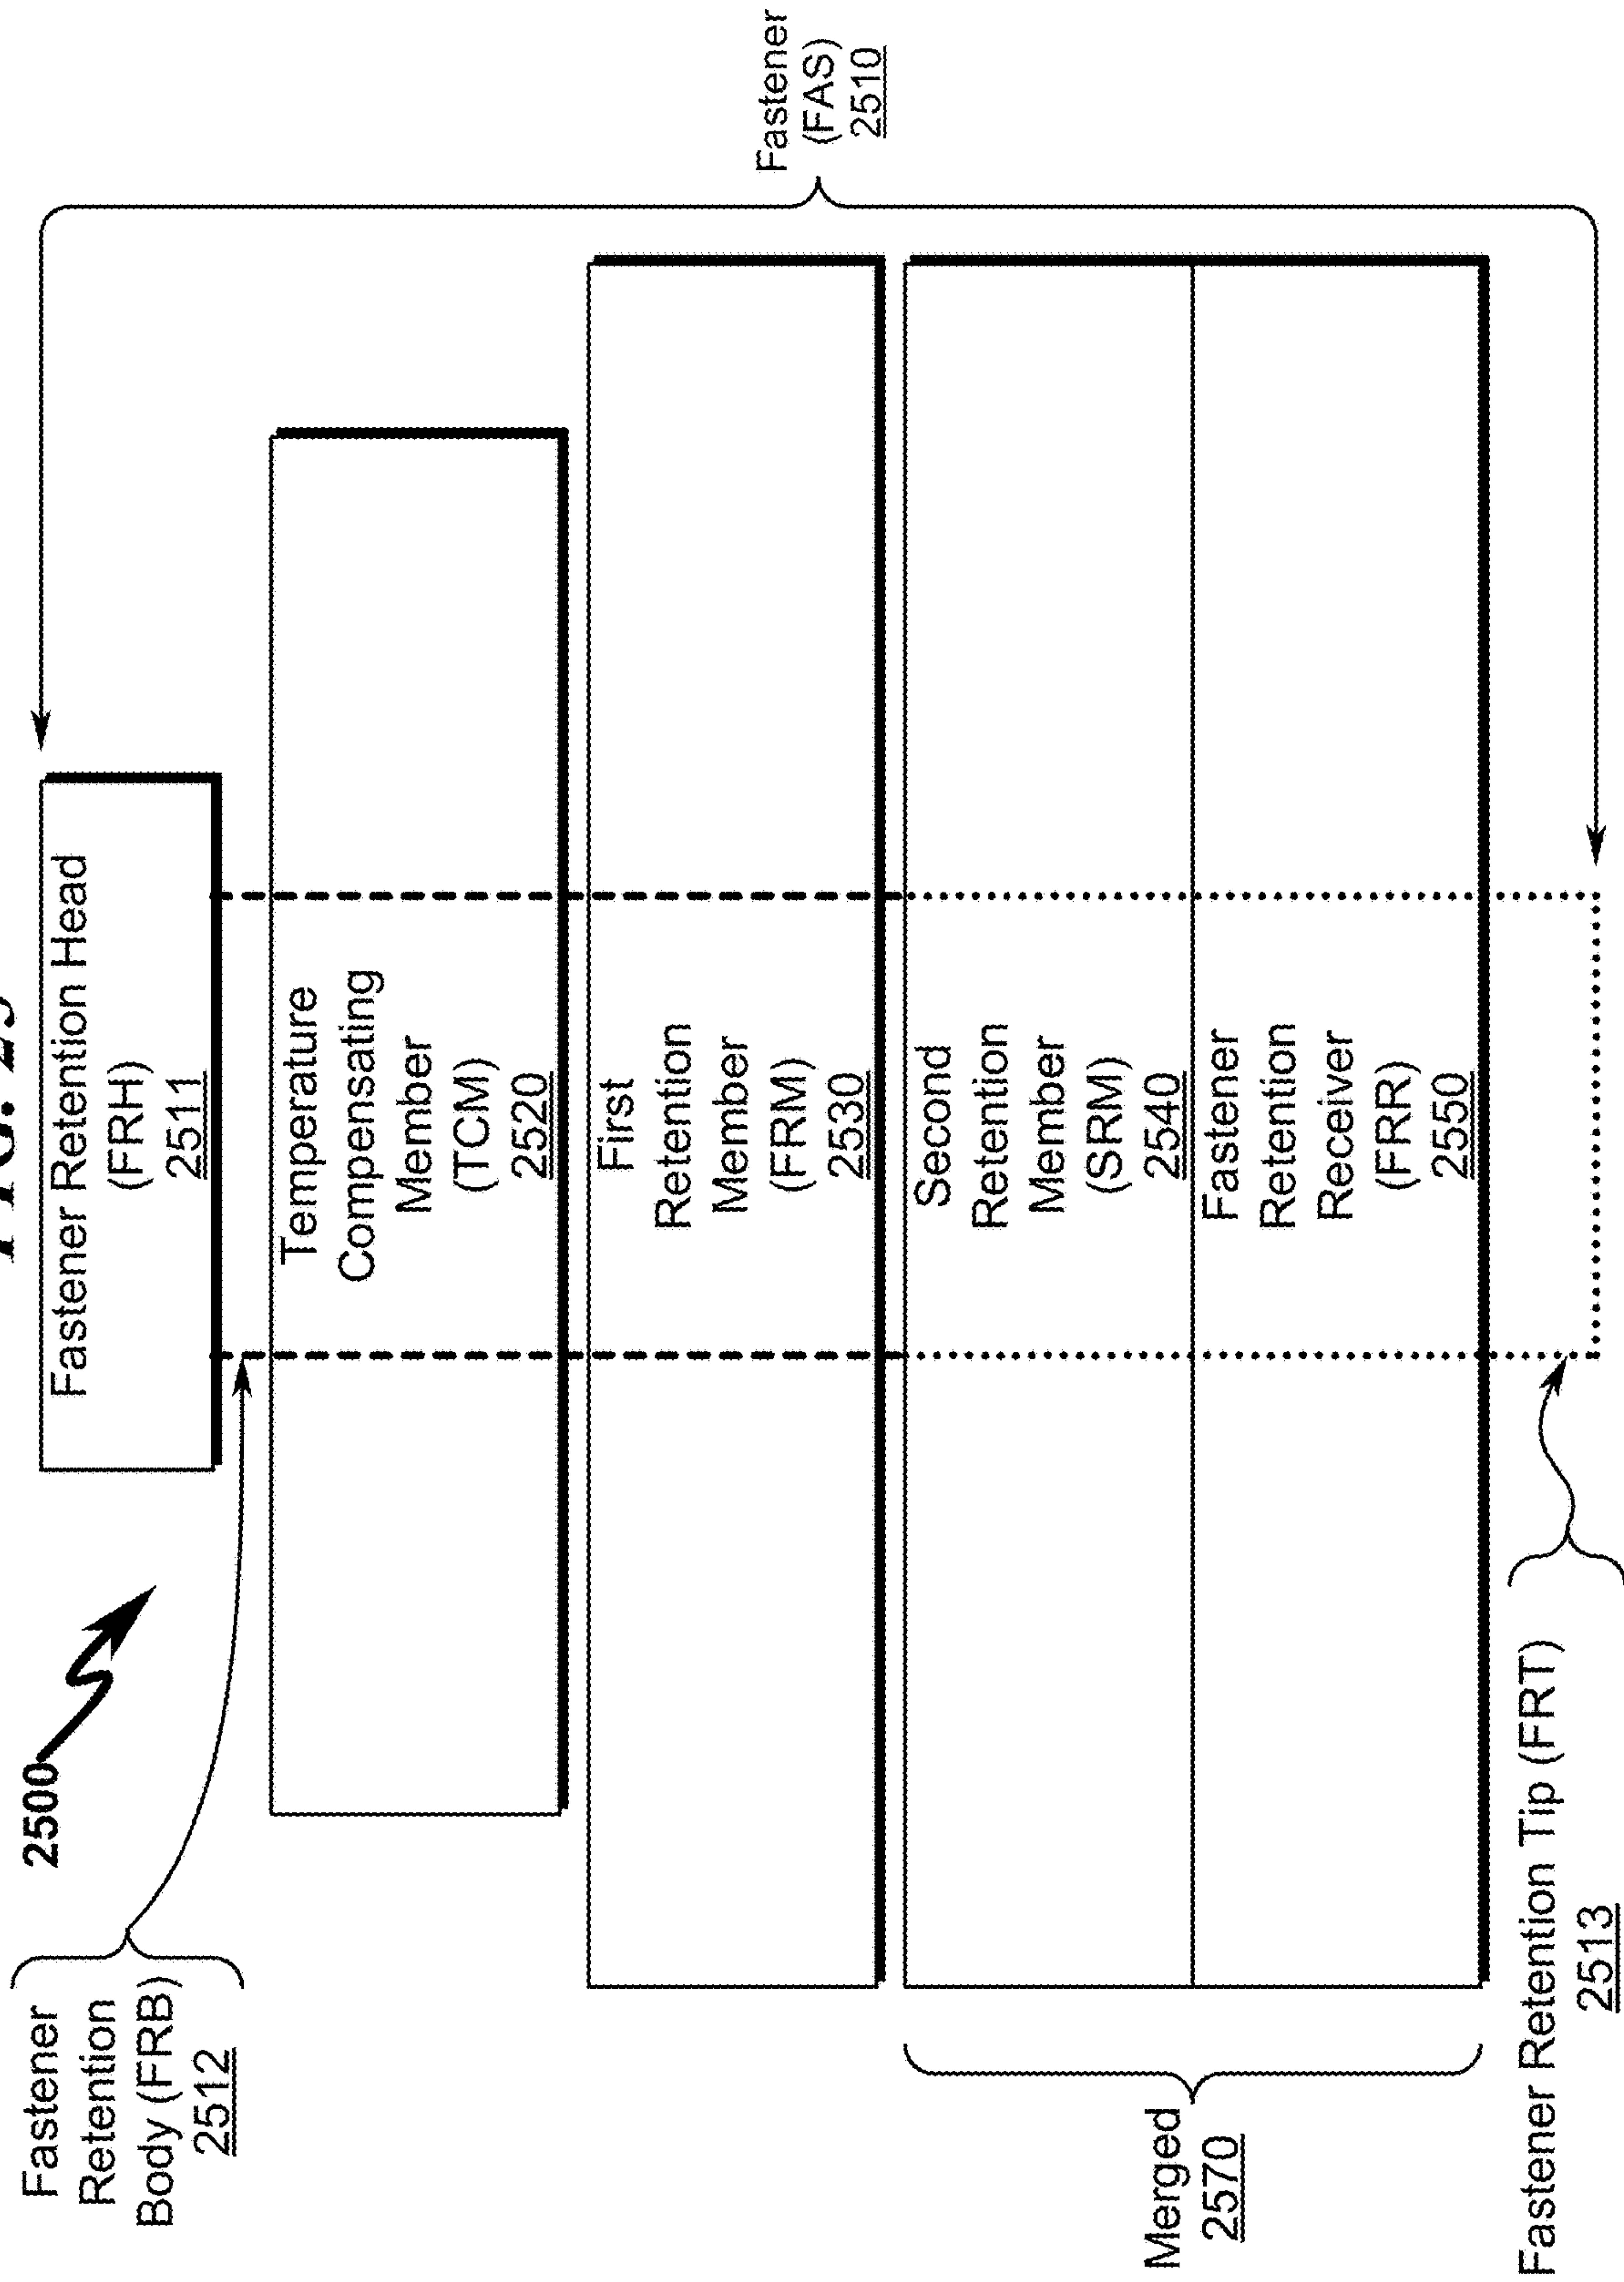 FIG. 25
2500
Fastener
Retention
Body (FRB)
2512
Fastener Retention Head
(FRH)
2511
Temperature
Compensating
Member
(TCM)
2520
First
Retention
Member
(FRM)
2530
Fastener
(FAS)
2510
Merged
2570
Second
Retention
Member
(SRM)
2540
Fastener
Retention
Receiver
(FRR)
2550
Fastener Retention Tip (FRT)
2513